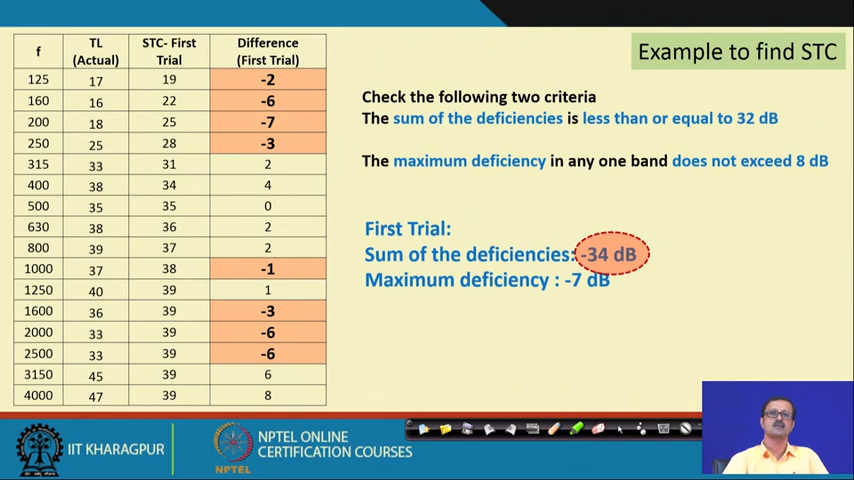 Example to find STC
f TL (Actual) STC- First Trial Difference (First Trial)
125 17 19 -2
160 16 22 -6
200 18 25 -7
250 25 28 -3
315 33 31 2
400 38 34 4
500 35 35 0
630 38 36 2
800 39 37 2
1000 37 38 -1
1250 40 39 1
1600 36 39 -3
2000 33 39 -6
2500 33 39 -6
3150 45 39 6
4000 47 39 8
Check the following two criteria
The sum of the deficiencies is less than or equal to 32 dB
The maximum deficiency in any one band does not exceed 8 dB
First Trial:
Sum of the deficiencies: -34 dB
Maximum deficiency : -7 dB
IIT KHARAGPUR
NPTEL
NPTEL ONLINE
CERTIFICATION COURSES